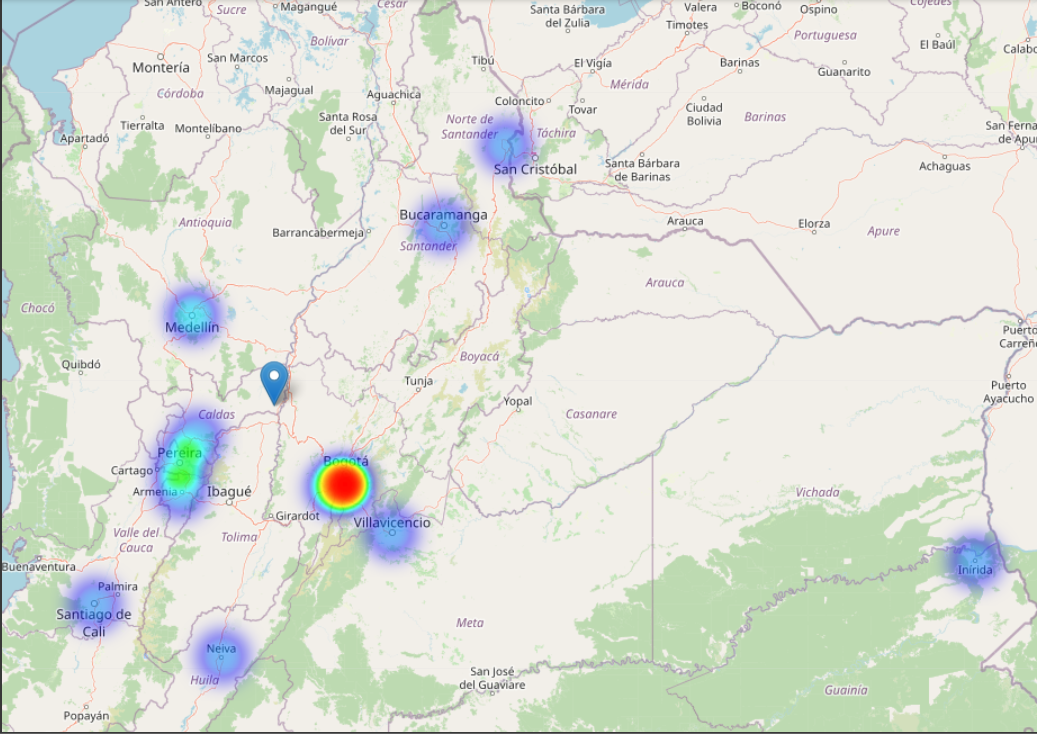 San Antero
Sucre
Magangué
Cesar
Santa Bárbara
del Zulia
Valera
Boconó
Ospino
Cojedes
Timotes
Bolívar
Portuguesa
El Baúl
Calabo
Montería
San Marcos
Tibú
El Vigía
Barinas
Guanarito
Mérida
Córdoba
Majagual
Aguachica
Coloncito
Tovar
Ciudad
Bolivia
Barinas
Tierralta
Montelíbano
Santa Rosa
del Sur
Norte de
Santander
Táchira
San Ferna
de Apur
Apartadó
San Cristóbal
Santa Bárbara
de Barinas
Achaguas
Antioquia
Bucaramanga
Arauca
Elorza
Apure
Barrancabermeja
Santander
Arauca
Chocó
Medellín
Puerto
Carreño
Quibdó
Boyacá
Tunja
Puerto
Ayacucho
Yopal
Casanare
Caldas
Pereira
Bogotá
Cartago
Armenia
Ibagué
Vichada
Girardot
Villavicencio
Valle del
Cauca
Tolima
Buenaventura
Inírida
Palmira
Santiago de
Cali
Meta
Neiva
Huila
San José
del Guaviare
Guainía
Popayán